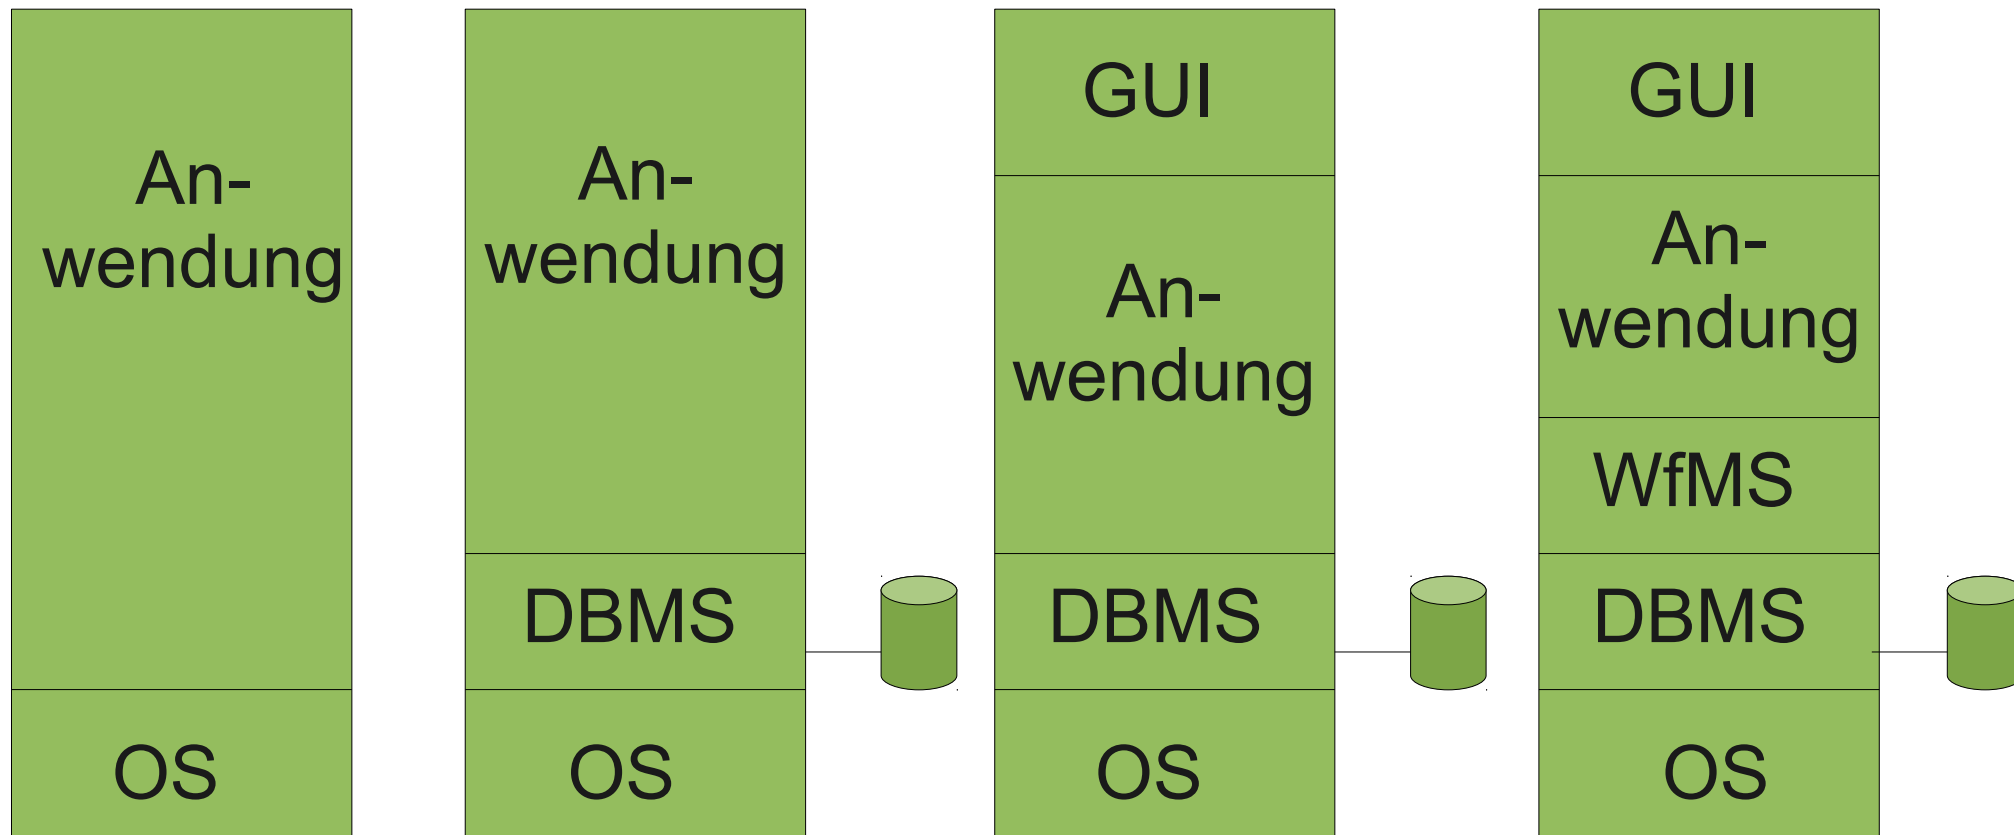 An-
wendung
OS
An-
wendung
DBMS
OS
GUI
An-
wendung
DBMS
OS
GUI
An-
wendung
WfMS
DBMS
OS